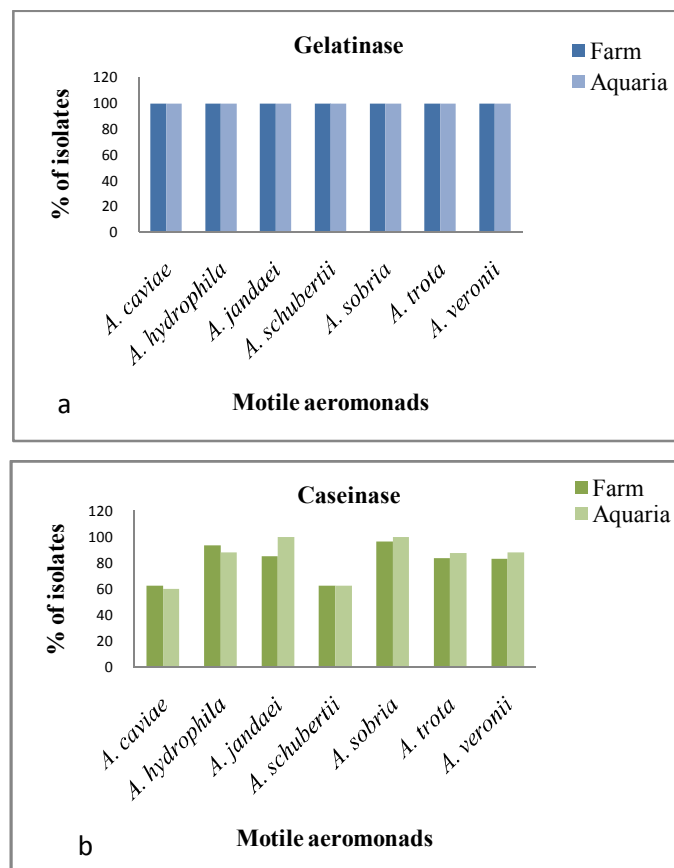 Gelatinase
Farm
Aquaria
% of isolates
120
100
80
60
40
20
0
A. caviae
A. hydrophila
A. jandaei
A. schubertii
A. sobria
A. trota
A. veronii
a
Motile aeromonads
Caseinase
Farm
Aquaria
% of isolates
120
100
80
60
40
20
0
A. caviae
A. hydrophila
A. jandaei
A. schubertii
A. sobria
A. trota
A. veronii
b
Motile aeromonads